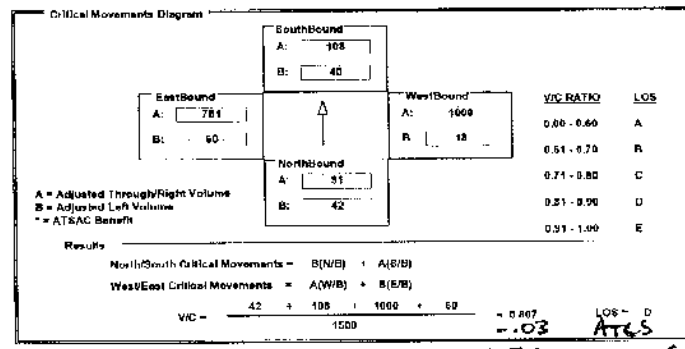 Critical Movements Diagram
SouthBound
A: 108
B: 40
EastBound
A: 781
B: 60
WestBound
A: 1000
B 18
NorthBound
A: 91
B: 42
V/C RATIO LOS
0.00 - 0.60 A
0.61 - 0.70 B
0.71 - 0.80 C
0.81 - 0.90 D
0.91 - 1.00 E
A = Adjusted Through/Right Volume
B = Adjusted Left Volume
* = ATSAC Benefit
Results
North/South Critical Movements = B(N/B) + A(S/B)
West/East Critical Movements = A(W/B) + B(E/B)
V/C = 42 + 108 + 1000 + 60
1500
= 0.807 LOS = D
-.03 ATCS